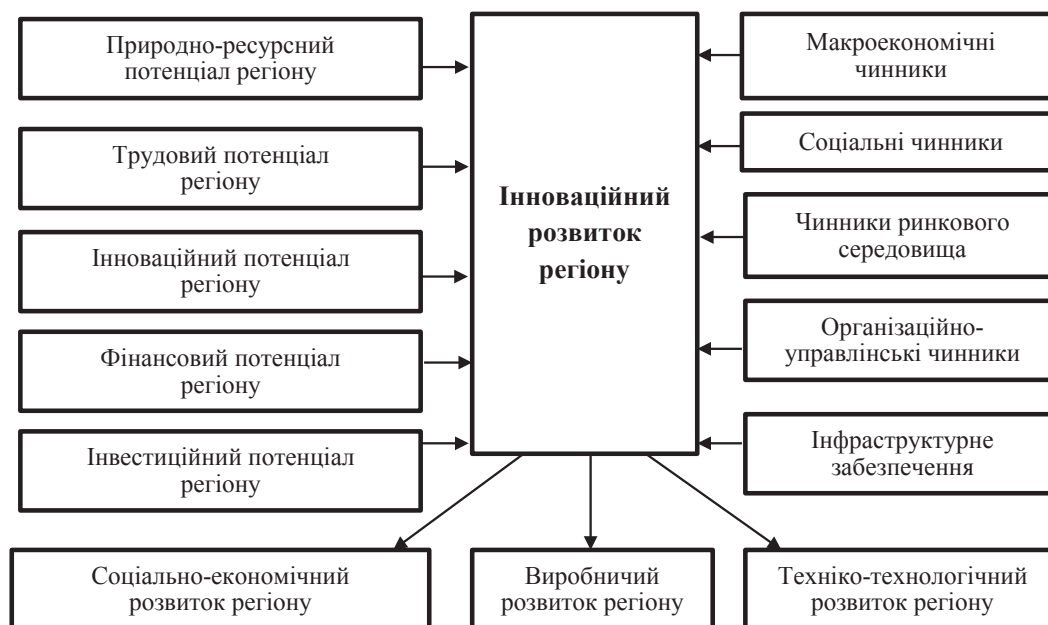 Природно-ресурсний
потенціал регіону
Трудовий потенціал
регіону
Інноваційний потенціал
регіону
Фінансовий потенціал
регіону
Інвестиційний потенціал
регіону
Інноваційний
розвиток
регіону
Макроекономічні
чинники
Соціальні чинники
Чинники ринкового
середовища
Організаційно-
управлінські чинники
Інфраструктурне
забезпечення
Соціально-економічний
розвиток регіону
Виробничий
розвиток регіону
Техніко-технологічний
розвиток регіону